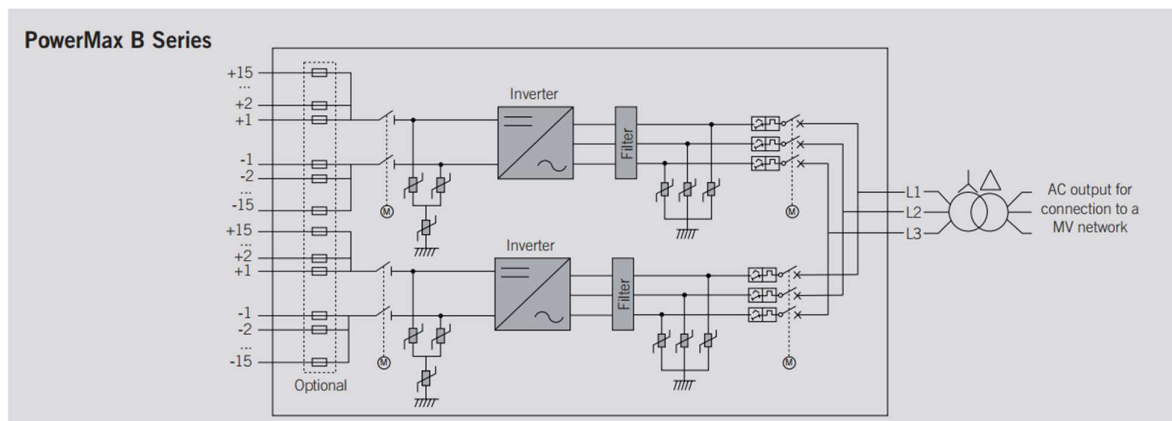 PowerMax B Series
+15
...
+2
+1
-1
-2
...
-15
Inverter
Filter
M
M
+15
...
+2
+1
-1
-2
...
-15
Optional
Inverter
Filter
M
M
L1
L2
L3
AC output for
connection to a
MV network